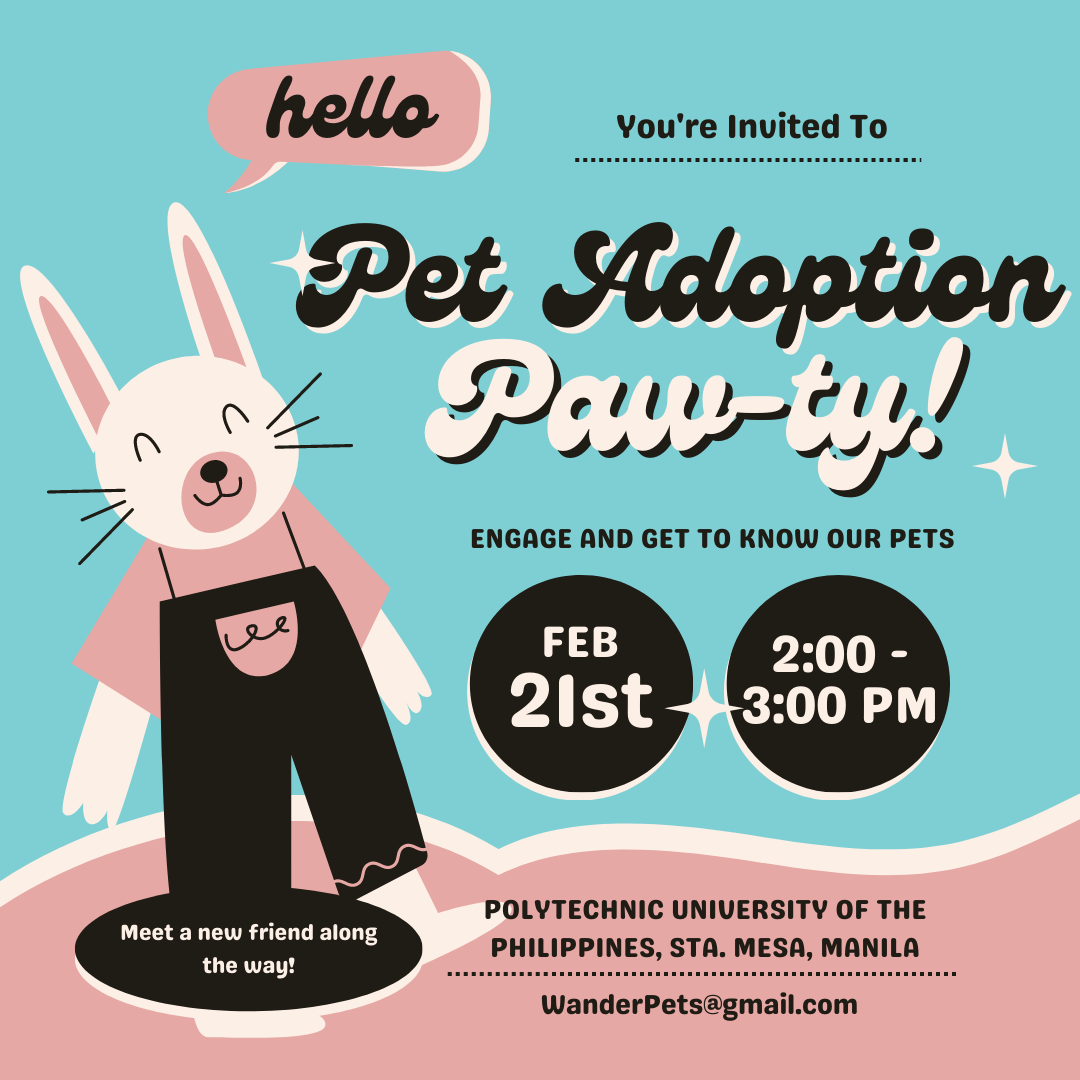 hello
You're Invited To
Pet Adoption
Paw-ty!
ENGAGE AND GET TO KNOW OUR PETS
FEB
21st
2:00 -
3:00 PM
Meet a new friend along
the way!
POLYTECHNIC UNIVERSITY OF THE
PHILIPPINES, STA. MESA, MANILA
WanderPets@gmail.com